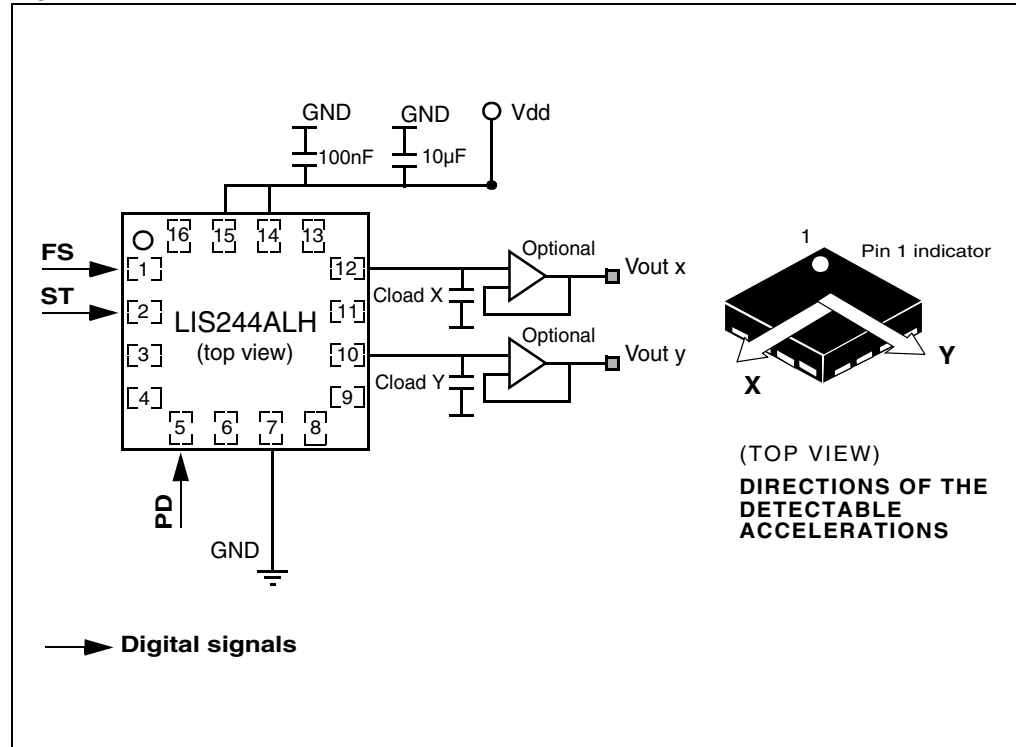 GND
GND
Vdd
100nF
10µF
16
15
14
13
FS
1
12
Optional
Vout x
ST
2
11
Cload X
LIS244ALH
(top view)
3
10
Optional
Vout y
4
9
Cload Y
5
6
7
8
PD
GND
Digital signals
1
Pin 1 indicator
X
Y
(TOP VIEW)
DIRECTIONS OF THE
DETECTABLE
ACCELERATIONS